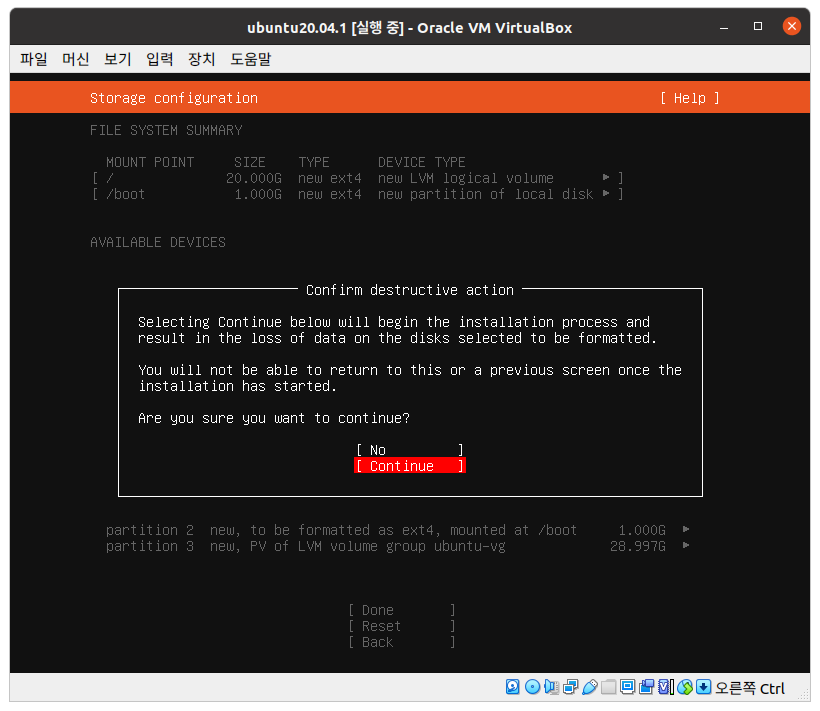 ubuntu20.04.1 [실행 중] - Oracle VM VirtualBox
파일 머신 보기 입력 장치 도움말
Storage configuration [ Help ]
FILE SYSTEM SUMMARY
MOUNT POINT SIZE TYPE DEVICE TYPE
[ / 20.000G new ext4 new LVM logical volume ▸ ]
[ /boot 1.000G new ext4 new partition of local disk ▸ ]
AVAILABLE DEVICES
Confirm destructive action
Selecting Continue below will begin the installation process and
result in the loss of data on the disks selected to be formatted.
You will not be able to return to this or a previous screen once the
installation has started.
Are you sure you want to continue?
[ No ]
[ Continue ]
partition 2 new, to be formatted as ext4, mounted at /boot 1.000G ▸
partition 3 new, PV of LVM volume group ubuntu-vg 28.997G ▸
[ Done ]
[ Reset ]
[ Back ]
오른쪽 Ctrl